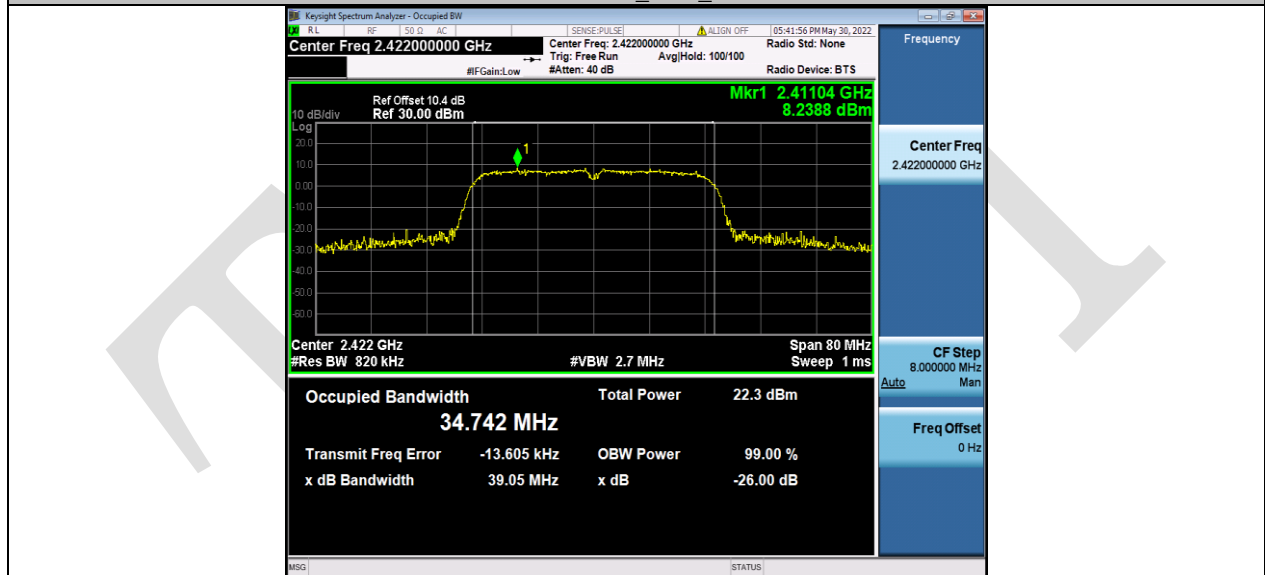 Keysight Spectrum Analyzer - Occupied BW
RL RF 50 Ω AC SENSE:PULSE ALIGN OFF 05:41:56 PM May 30, 2022
Center Freq 2.422000000 GHz
Center Freq: 2.422000000 GHz Radio Std: None
Trig: Free Run Avg|Hold: 100/100
#IFGain:Low #Atten: 40 dB Radio Device: BTS
Frequency
Mkr1 2.41104 GHz
8.2388 dBm
Ref Offset 10.4 dB
10 dB/div Ref 30.00 dBm
Log
20.0
10.0
0.00
-10.0
-20.0
-30.0
-40.0
-50.0
-60.0
1
Center 2.422 GHz Span 80 MHz
#Res BW 820 kHz #VBW 2.7 MHz Sweep 1 ms
Center Freq
2.422000000 GHz
CF Step
8.000000 MHz
Auto Man
Freq Offset
0 Hz
Occupied Bandwidth Total Power 22.3 dBm
34.742 MHz
Transmit Freq Error -13.605 kHz OBW Power 99.00 %
x dB Bandwidth 39.05 MHz x dB -26.00 dB
MSG STATUS